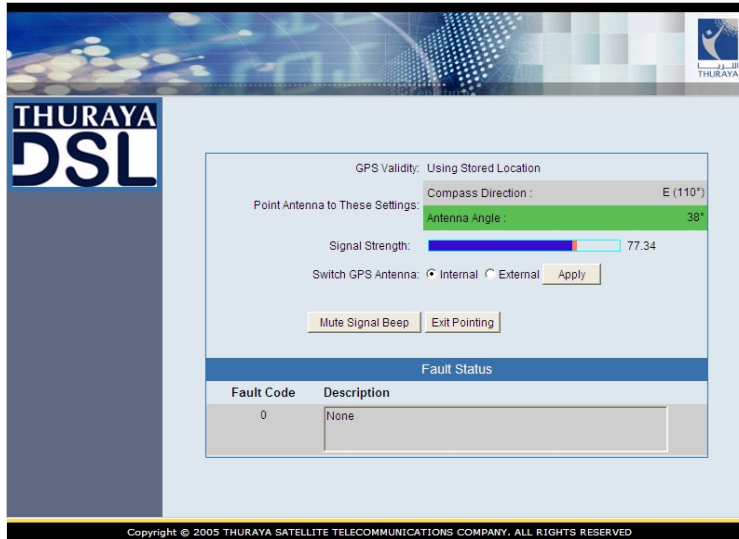 الثريا
THURAYA
THURAYA
DSL
GPS Validity: Using Stored Location
Point Antenna to These Settings:
Compass Direction : E (110°)
Antenna Angle : 38°
Signal Strength: 77.34
Switch GPS Antenna: Internal External Apply
Mute Signal Beep Exit Pointing
Fault Status
Fault Code Description
0 None
Copyright © 2005 THURAYA SATELLITE TELECOMMUNICATIONS COMPANY. ALL RIGHTS RESERVED